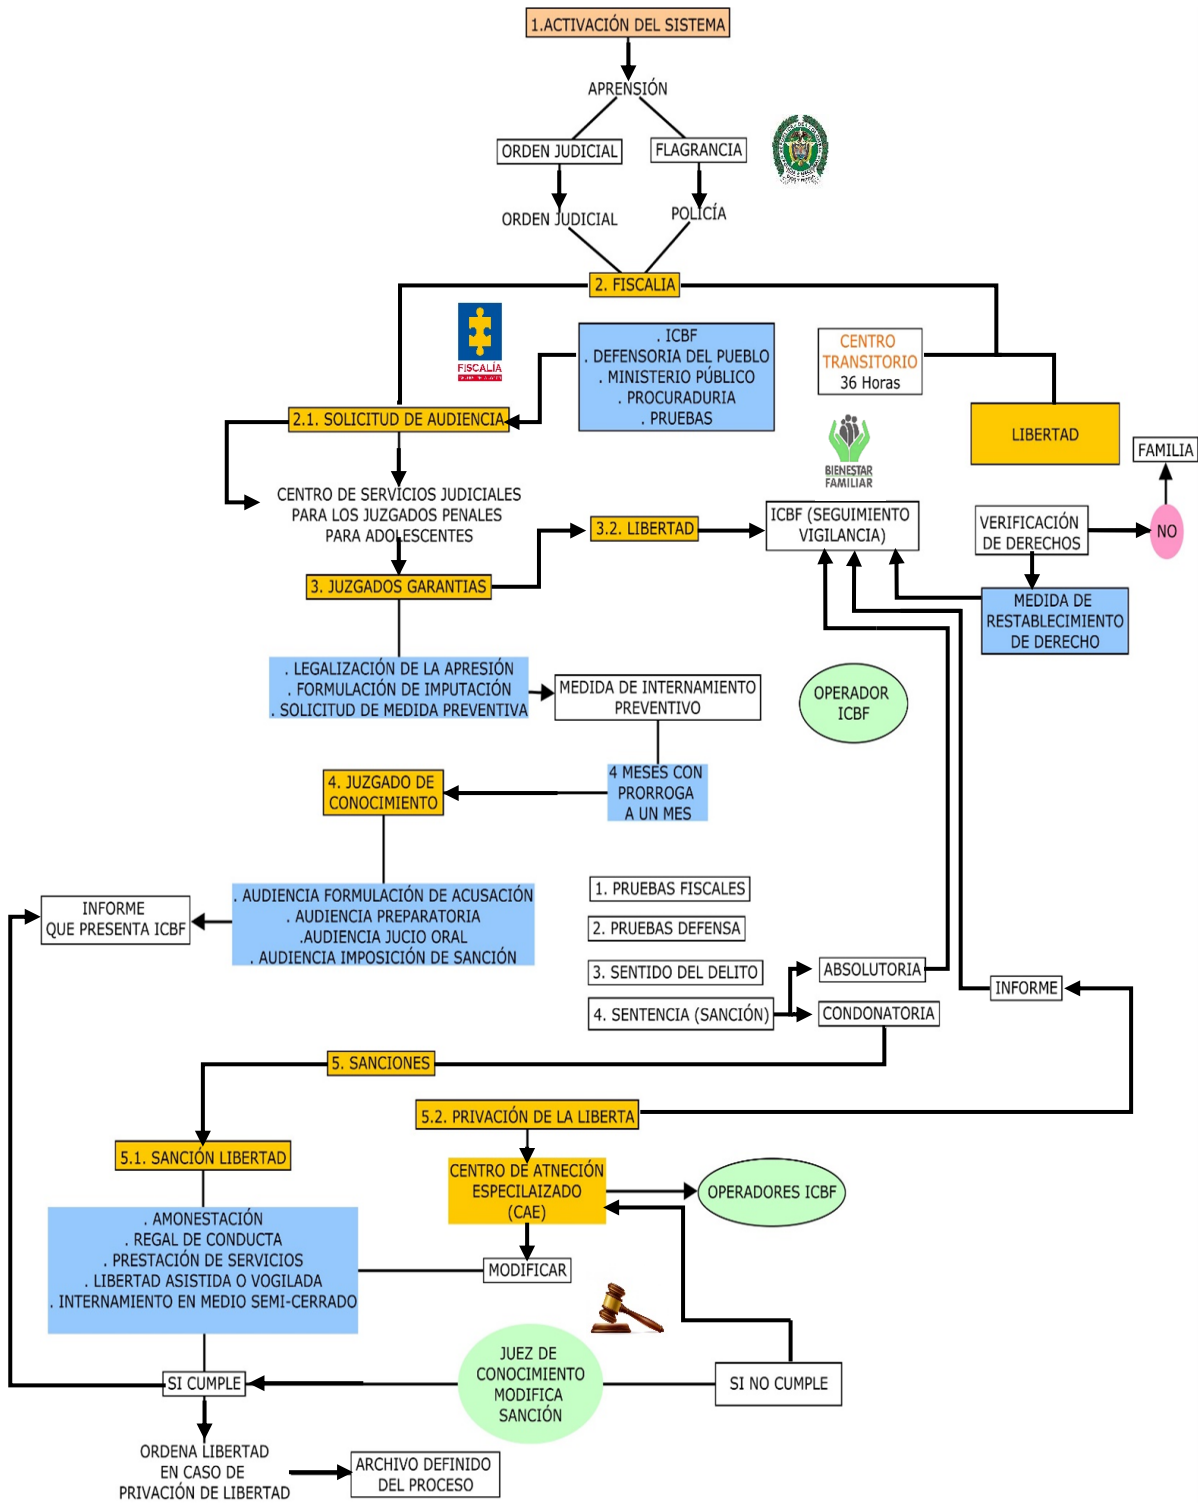 1.ACTIVACIÓN DEL SISTEMA
APRENSIÓN
ORDEN JUDICIAL
FLAGRANCIA
ORDEN JUDICIAL
POLICÍA
2. FISCALIA
FISCALÍA
. ICBF
. DEFENSORIA DEL PUEBLO
. MINISTERIO PÚBLICO
. PROCURADURIA
. PRUEBAS
CENTRO
TRANSITORIO
36 Horas
2.1. SOLICITUD DE AUDIENCIA
LIBERTAD
BIENESTAR
FAMILIAR
FAMILIA
CENTRO DE SERVICIOS JUDICIALES
PARA LOS JUZGADOS PENALES
PARA ADOLESCENTES
3.2. LIBERTAD
ICBF (SEGUIMIENTO
VIGILANCIA)
VERIFICACIÓN
DE DERECHOS
NO
3. JUZGADOS GARANTIAS
MEDIDA DE
RESTABLECIMIENTO
DE DERECHO
. LEGALIZACIÓN DE LA APRESIÓN
. FORMULACIÓN DE IMPUTACIÓN
. SOLICITUD DE MEDIDA PREVENTIVA
MEDIDA DE INTERNAMIENTO
PREVENTIVO
OPERADOR
ICBF
4. JUZGADO DE
CONOCIMIENTO
4 MESES CON
PRORROGA
A UN MES
INFORME
QUE PRESENTA ICBF
. AUDIENCIA FORMULACIÓN DE ACUSACIÓN
. AUDIENCIA PREPARATORIA
.AUDIENCIA JUCIO ORAL
. AUDIENCIA IMPOSICIÓN DE SANCIÓN
1. PRUEBAS FISCALES
2. PRUEBAS DEFENSA
3. SENTIDO DEL DELITO
4. SENTENCIA (SANCIÓN)
ABSOLUTORIA
CONDONATORIA
INFORME
5. SANCIONES
5.2. PRIVACIÓN DE LA LIBERTA
5.1. SANCIÓN LIBERTAD
CENTRO DE ATNECIÓN
ESPECILAIZADO
(CAE)
OPERADORES ICBF
. AMONESTACIÓN
. REGAL DE CONDUCTA
. PRESTACIÓN DE SERVICIOS
. LIBERTAD ASISTIDA O VOGILADA
. INTERNAMIENTO EN MEDIO SEMI-CERRADO
MODIFICAR
JUEZ DE
CONOCIMIENTO
MODIFICA
SANCIÓN
SI CUMPLE
SI NO CUMPLE
ORDENA LIBERTAD
EN CASO DE
PRIVACIÓN DE LIBERTAD
ARCHIVO DEFINIDO
DEL PROCESO